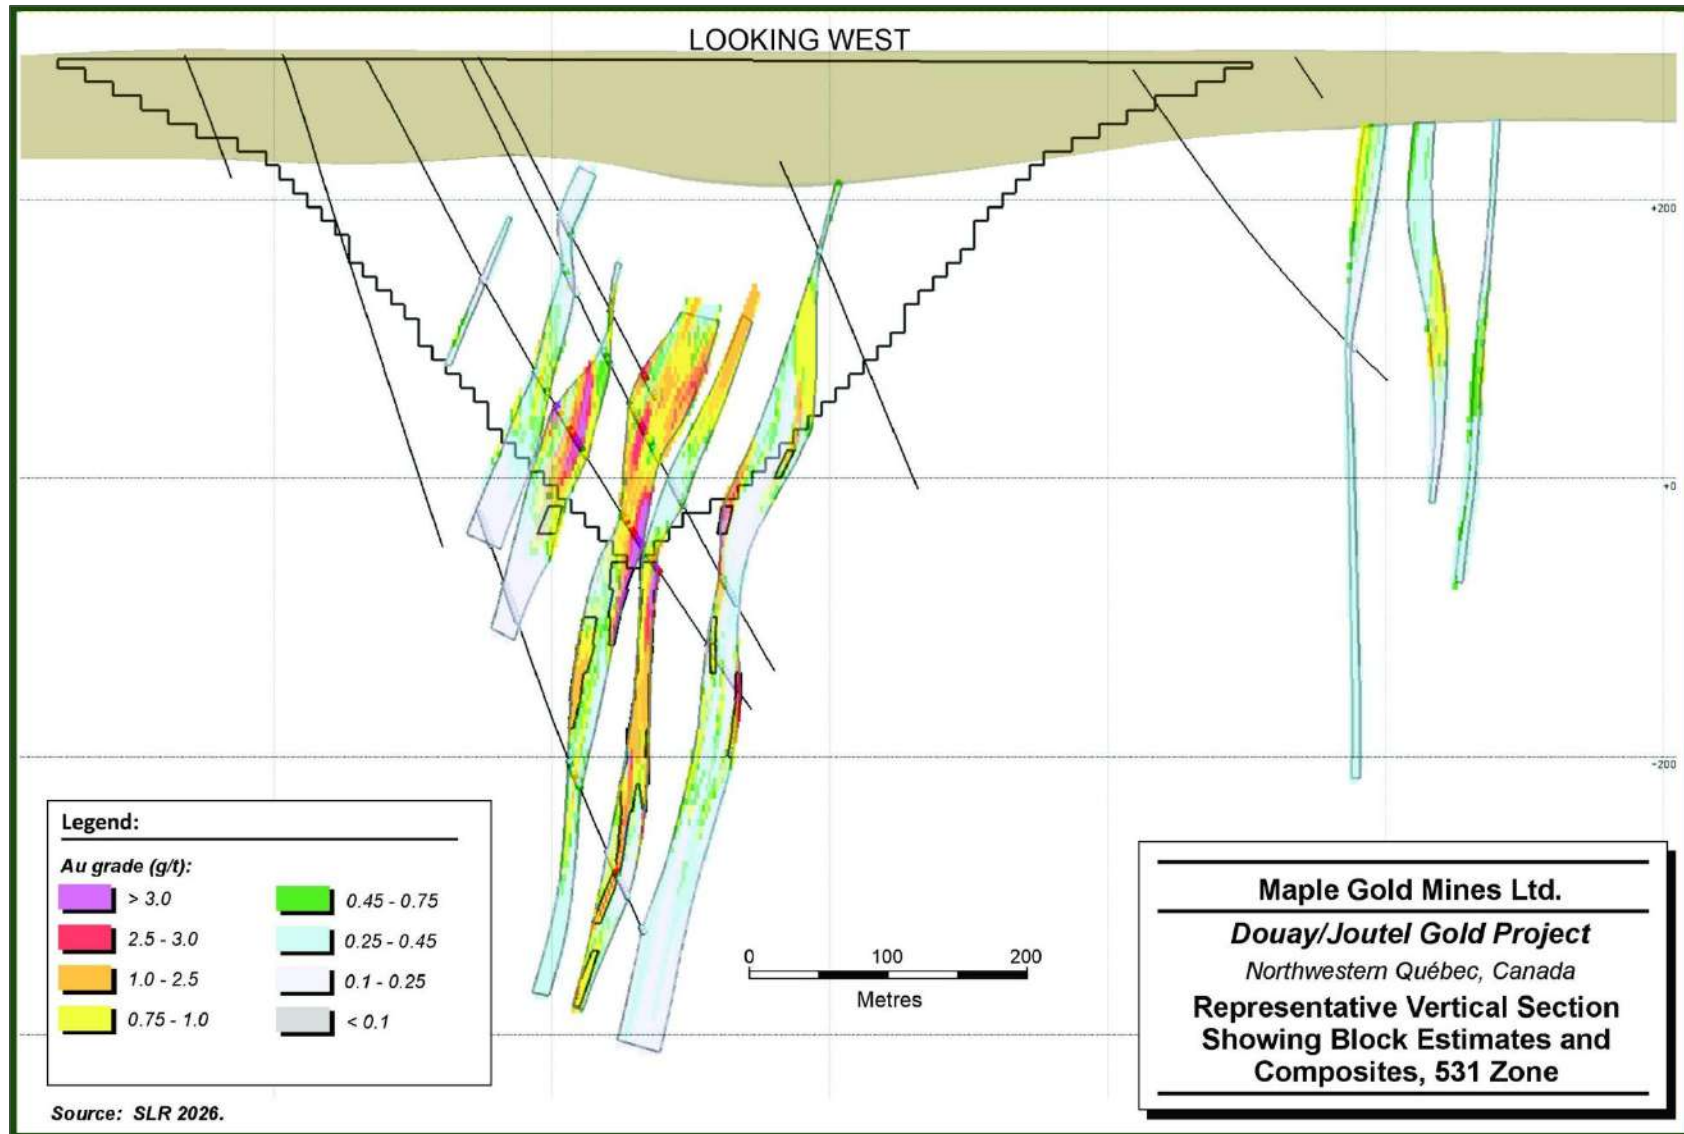 LOOKING WEST
+200
+0
-200
Legend:
Au grade (g/t):
> 3.0
2.5 - 3.0
1.0 - 2.5
0.75 - 1.0
0.45 - 0.75
0.25 - 0.45
0.1 - 0.25
< 0.1
0 100 200
Metres
Maple Gold Mines Ltd.
Douay/Joutel Gold Project
Northwestern Québec, Canada
Representative Vertical Section
Showing Block Estimates and
Composites, 531 Zone
Source: SLR 2026.